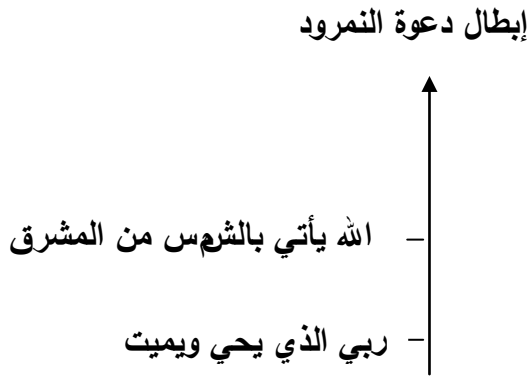 إبطال دعوة النمرود
الله يأتي بالشمس من المشرق
ربي الذي يحي ويميت